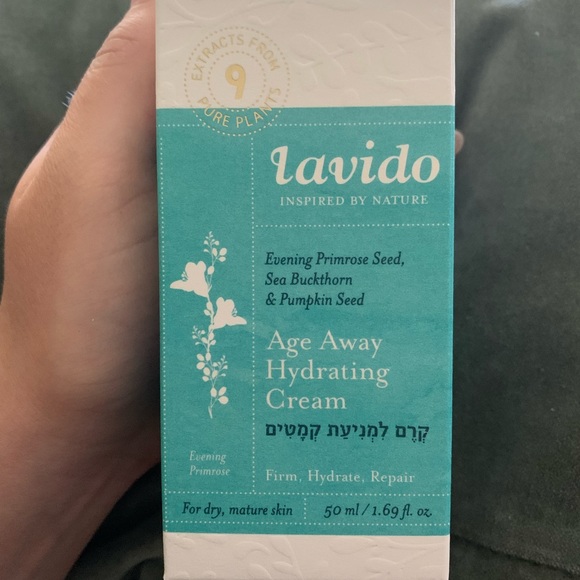 EXTRACTS FROM
9
PURE PLANTS
lavido
INSPIRED BY NATURE
Evening Primrose Seed,
Sea Buckthorn
& Pumpkin Seed
Age Away
Hydrating
Cream
קְרֶם לִמְנִיעַת קְמָטִים
Evening
Primrose
Firm, Hydrate, Repair
For dry, mature skin
50 ml / 1.69 fl. oz.